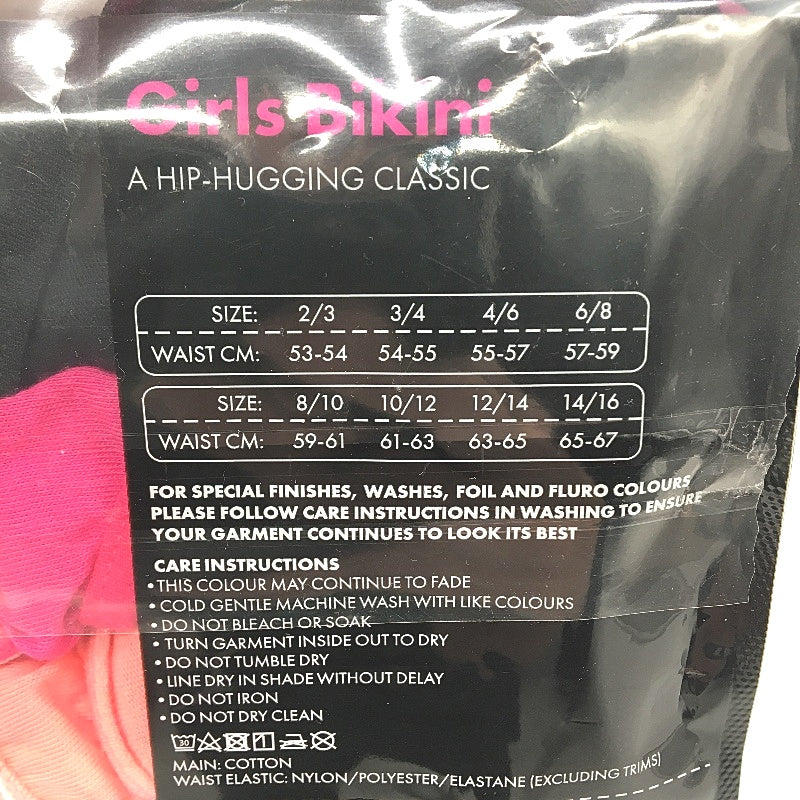 Girls Bikini
A HIP-HUGGING CLASSIC
SIZE: 2/3 3/4 4/6 6/8
WAIST CM: 53-54 54-55 55-57 57-59
SIZE: 8/10 10/12 12/14 14/16
WAIST CM: 59-61 61-63 63-65 65-67
FOR SPECIAL FINISHES, WASHES, FOIL AND FLURO COLOURS
PLEASE FOLLOW CARE INSTRUCTIONS IN WASHING TO ENSURE
YOUR GARMENT CONTINUES TO LOOK ITS BEST
CARE INSTRUCTIONS
• THIS COLOUR MAY CONTINUE TO FADE
• COLD GENTLE MACHINE WASH WITH LIKE COLOURS
• DO NOT BLEACH OR SOAK
• TURN GARMENT INSIDE OUT TO DRY
• DO NOT TUMBLE DRY
• LINE DRY IN SHADE WITHOUT DELAY
• DO NOT IRON
• DO NOT DRY CLEAN
30
MAIN: COTTON
WAIST ELASTIC: NYLON/POLYESTER/ELASTANE (EXCLUDING TRIMS)